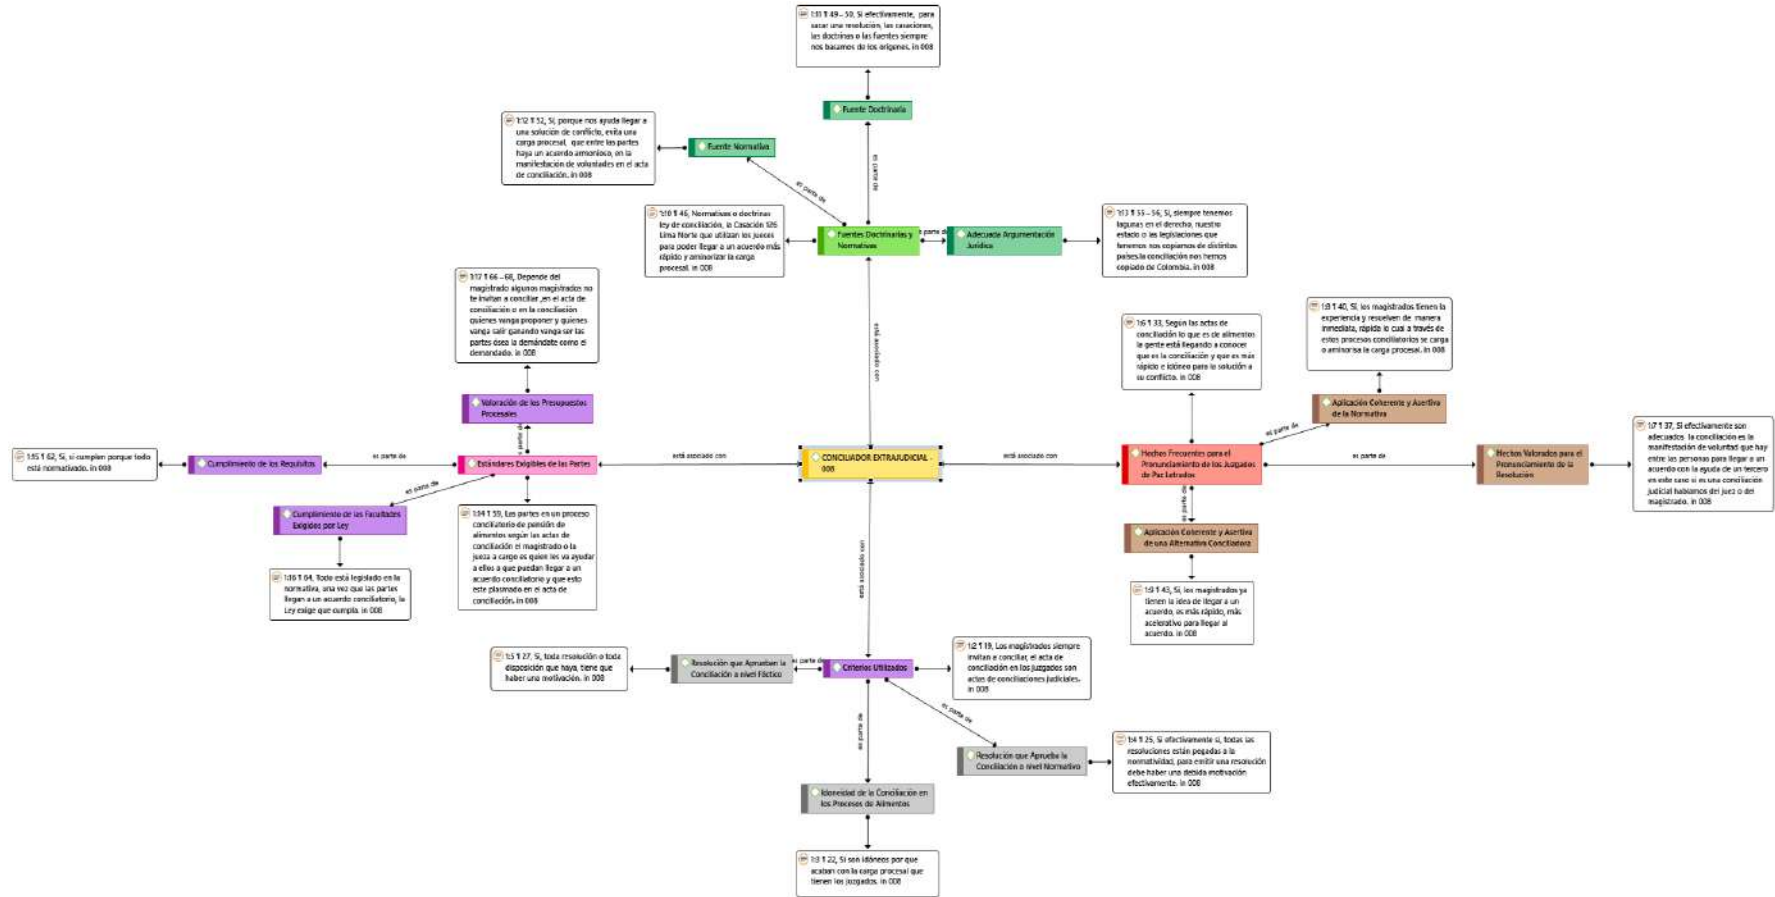 1:11 ¶ 49 – 50, Si efectivamente, para
sacar una resolución, las casaciones,
las doctrinas o las fuentes siempre
nos basamos de los orígenes. in 008
Fuente Doctrinaria
1:12 ¶ 52, Sí, porque nos ayuda llegar a
una solución de conflicto, evita una
carga procesal, que entre las partes
haya un acuerdo armonioso, en la
manifestación de voluntades en el acta
de conciliación. in 008
Fuente Normativa
es parte de
es parte de
1:10 ¶ 46, Normativas o doctrinas
ley de conciliación, la Casación
Lima Norte que utilizan los jueces
para poder llegar a un acuerdo más
rápido y aminorizar la carga
procesal. in 008
Fuentes Doctrinarias y
Normativas
es parte de
Adecuada Argumentación
Jurídica
1:13 ¶ 55 – 56, Sí, siempre tenemos
lagunas en el derecho, nuestro
estado o las legislaciones que
tenemos nos copiamos de distintos
países.la conciliación nos hemos
copiado de Colombia. in 008
1:17 ¶ 66 – 68, Depende del
magistrado algunos magistrados no
te invitan a conciliar ,en el acta de
conciliación o en la conciliación
quienes vanga proponer y quienes
vanga salir ganando vanga ser las
partes ósea la demándate como el
demandado. in 008
está asociado con
1:6 ¶ 33, Según las actas de
conciliación lo que es de alimentos
la gente está llegando a conocer
que es la conciliación y que es más
rápido e idóneo para la solución a
su conflicto. in 008
1:8 ¶ 40, Sí, los magistrados tienen la
experiencia y resuelven de manera
inmediata, rápida lo cual a través de
estos procesos conciliatorios se carga
o aminorisa la carga procesal. in 008
Valoración de los Presupuestos
Procesales
es parte de
Aplicación Coherente y Asertiva
de la Normativa
es parte de
1:15 ¶ 62, Sí, si cumplen porque todo
está normativado. in 008
Cumplimiento de los Requisitos
es parte de
Estándares Exigibles de las Partes
está asociado con
CONCILIADOR EXTRAJUDICIAL -
008
está asociado con
Hechos Frecuentes para el
Pronunciamiento de los Juzgados
de Paz Letrados
es parte de
Hechos Valorados para el
Pronunciamiento de la
Resolución
1:7 ¶ 37, Si efectivamente son
adecuados la conciliación es la
manifestación de voluntad que hay
entre las personas para llegar a un
acuerdo con la ayuda de un tercero
en este caso si es una conciliación
judicial hablamos del juez o del
magistrado. in 008
es parte de
Cumplimiento de las Facultades
Exigidos por Ley
1:16 ¶ 64, Todo está legislado en la
normativa, una vez que las partes
llegan a un acuerdo conciliatorio, la
Ley exige que cumpla. in 008
1:14 ¶ 59, Las partes en un proceso
conciliatorio de pensión de
alimentos según las actas de
conciliación el magistrado o la
jueza a cargo es quien les va ayudar
a ellos a que puedan llegar a un
acuerdo conciliatorio y que esto
este plasmado en el acta de
conciliación. in 008
es parte de
Aplicación Coherente y Asertiva
de una Alternativa Conciliadora
1:9 ¶ 43, Sí, los magistrados ya
tienen la idea de llegar a un
acuerdo, es más rápido, más
acelerativo para llegar al
acuerdo. in 008
está asociado con
1:5 ¶ 27, Sí, toda resolución o toda
disposición que haya, tiene que
haber una motivación. in 008
Resolución que Aprueban la
Conciliación a nivel Fáctico
es parte de
Criterios Utilizados
1:2 ¶ 19, Los magistrados siempre
invitan a conciliar, el acta de
conciliación en los juzgados son
actas de conciliaciones judiciales.
in 008
es parte de
es parte de
Resolución que Aprueba la
Conciliación a nivel Normativo
1:4 ¶ 25, Si efectivamente si, todas las
resoluciones están pegadas a la
normatividad, para emitir una resolución
debe haber una debida motivación
efectivamente. in 008
Idoneidad de la Conciliación en
los Procesos de Alimentos
1:3 ¶ 22, Si son idóneos por que
acaban con la carga procesal que
tienen los juzgados. in 008